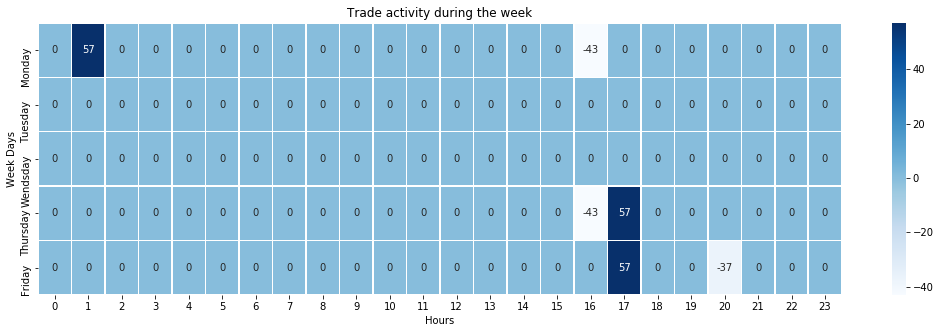 Trade activity during the week
Week Days
Monday 0 57 0 0 0 0 0 0 0 0 0 0 0 0 0 0 -43 0 0 0 0 0 0 0
Tuesday 0 0 0 0 0 0 0 0 0 0 0 0 0 0 0 0 0 0 0 0 0 0 0 0
Wendsday 0 0 0 0 0 0 0 0 0 0 0 0 0 0 0 0 0 0 0 0 0 0 0 0
Thursday 0 0 0 0 0 0 0 0 0 0 0 0 0 0 0 0 -43 57 0 0 0 0 0 0
Friday 0 0 0 0 0 0 0 0 0 0 0 0 0 0 0 0 0 57 0 0 -37 0 0 0
0 1 2 3 4 5 6 7 8 9 10 11 12 13 14 15 16 17 18 19 20 21 22 23
Hours
40
20
0
−20
−40